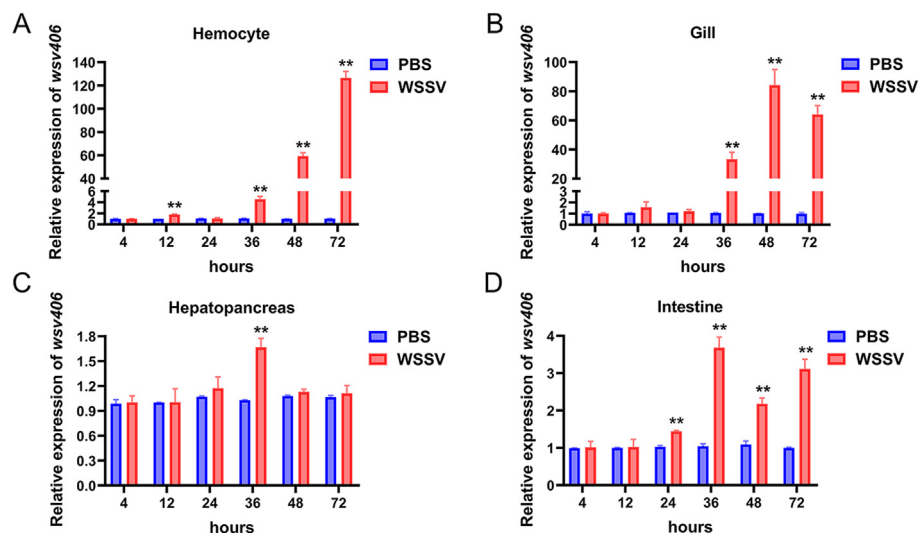 A
Hemocyte
Relative expression of wsv406
140
120
100
80
60
40
6
4
2
0
**
**
**
**
4 12 24 36 48 72
hours
PBS
WSSV
B
Gill
Relative expression of wsv406
100
80
60
40
20
3
2
1
0
**
**
**
4 12 24 36 48 72
hours
PBS
WSSV
C
Hepatopancreas
Relative expression of wsv406
1.8
1.5
1.2
0.9
0.6
0.3
0.0
**
4 12 24 36 48 72
hours
PBS
WSSV
D
Intestine
Relative expression of wsv406
4
3
2
1
0
**
**
**
**
4 12 24 36 48 72
hours
PBS
WSSV